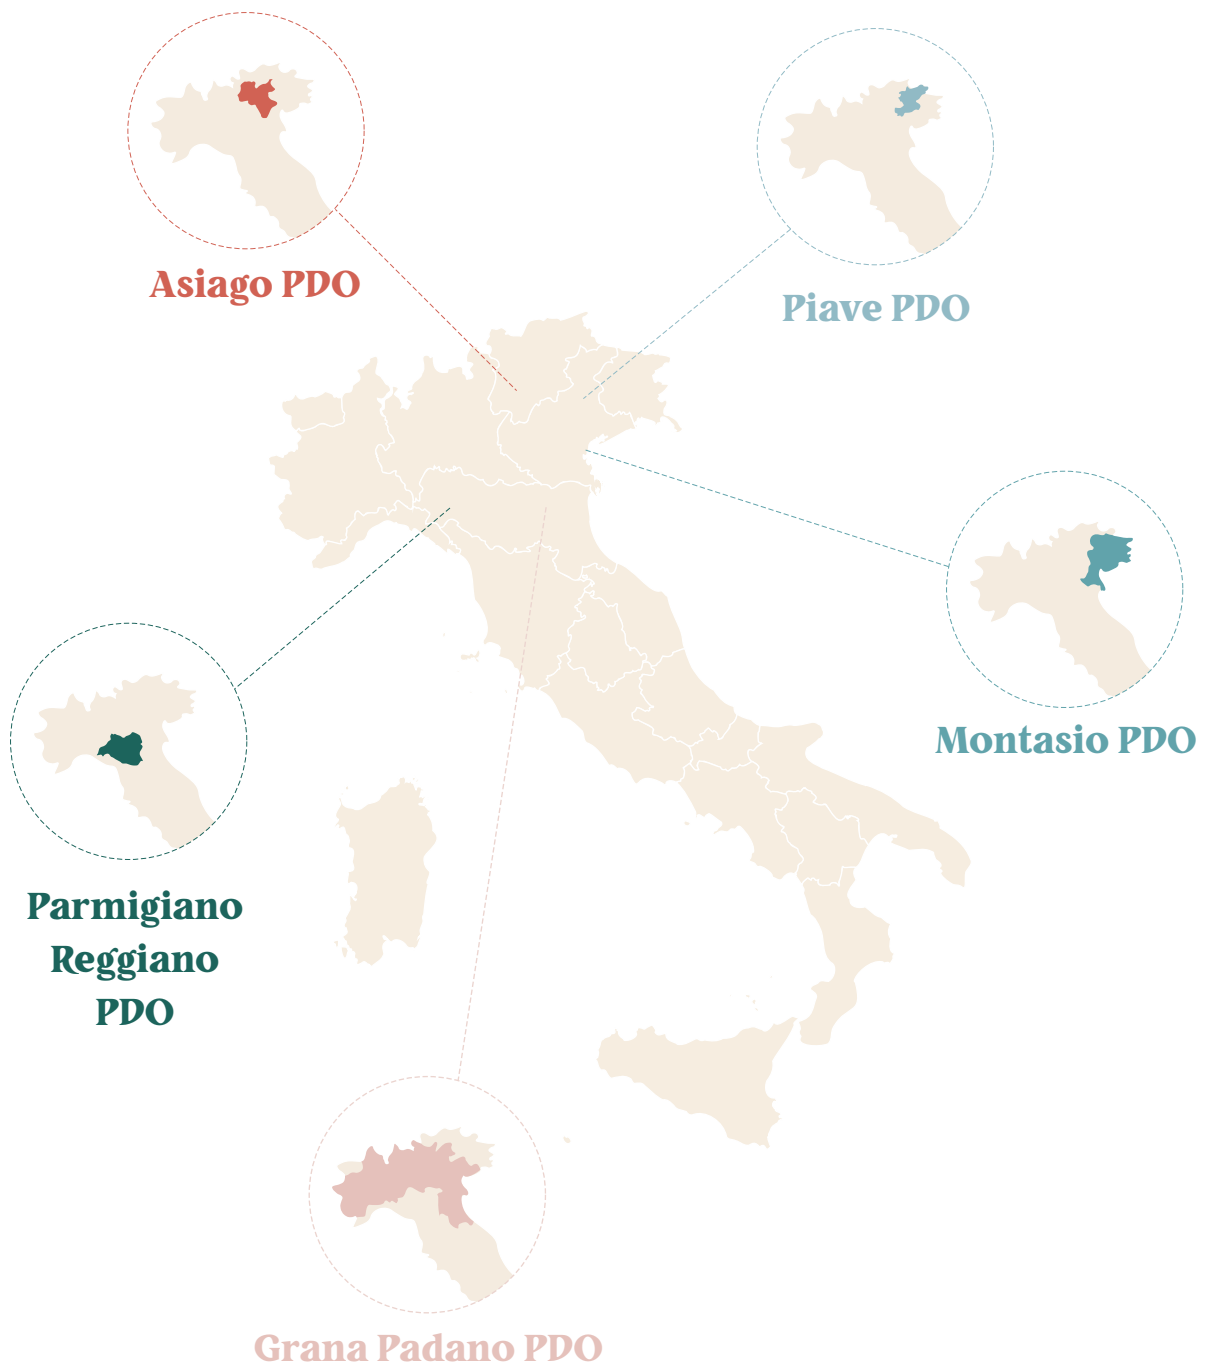 Asiago PDO
Piave PDO
Montasio PDO
Parmigiano
Reggiano
PDO
Grana Padano PDO